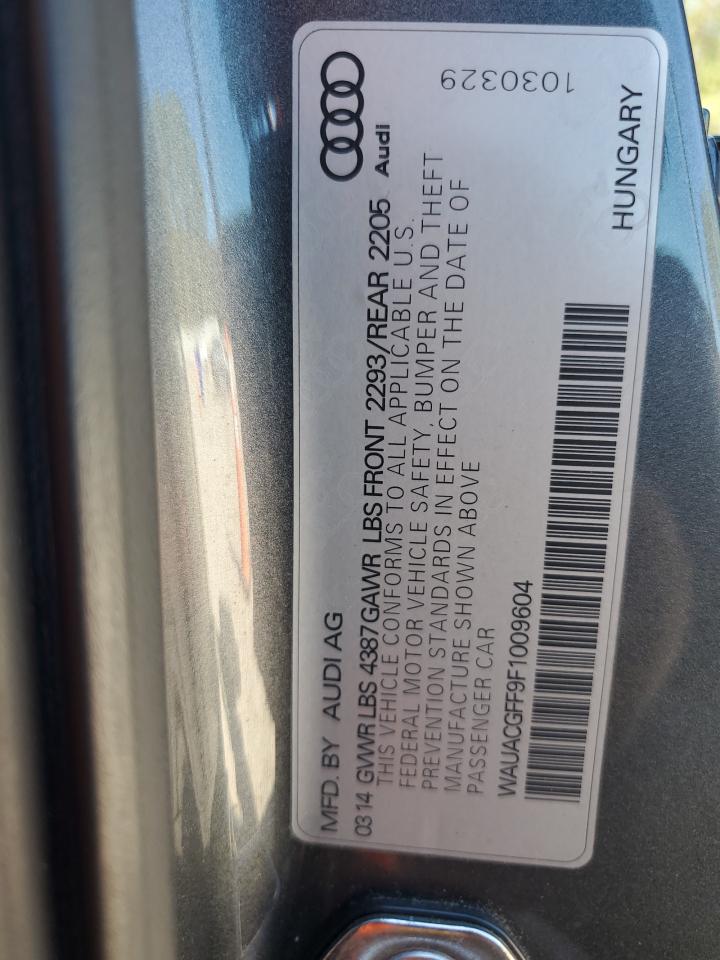 MFD. BY AUDI AG
Audi
03 14 GVWR LBS 4387 GAWR LBS FRONT 2293/REAR 2205
THIS VEHICLE CONFORMS TO ALL APPLICABLE U.S.
FEDERAL MOTOR VEHICLE SAFETY, BUMPER AND THEFT
PREVENTION STANDARDS IN EFFECT ON THE DATE OF
MANUFACTURE SHOWN ABOVE
PASSENGER CAR
WAUACGFF9F1009604
HUNGARY
1030329